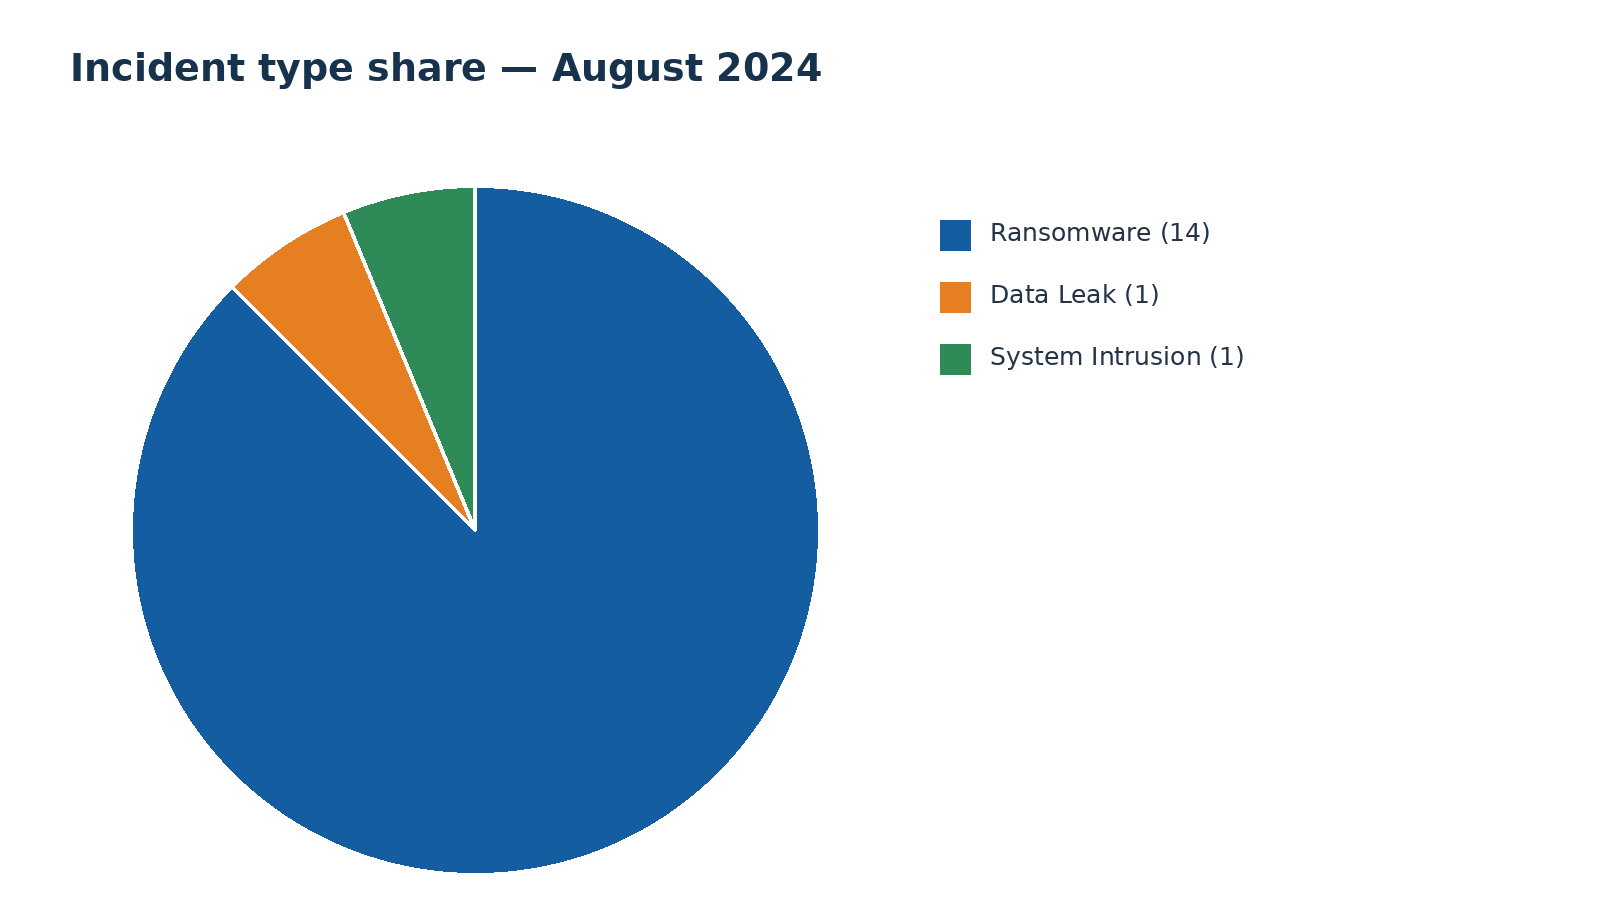 Incident type share — August 2024
Ransomware (14)
Data Leak (1)
System Intrusion (1)